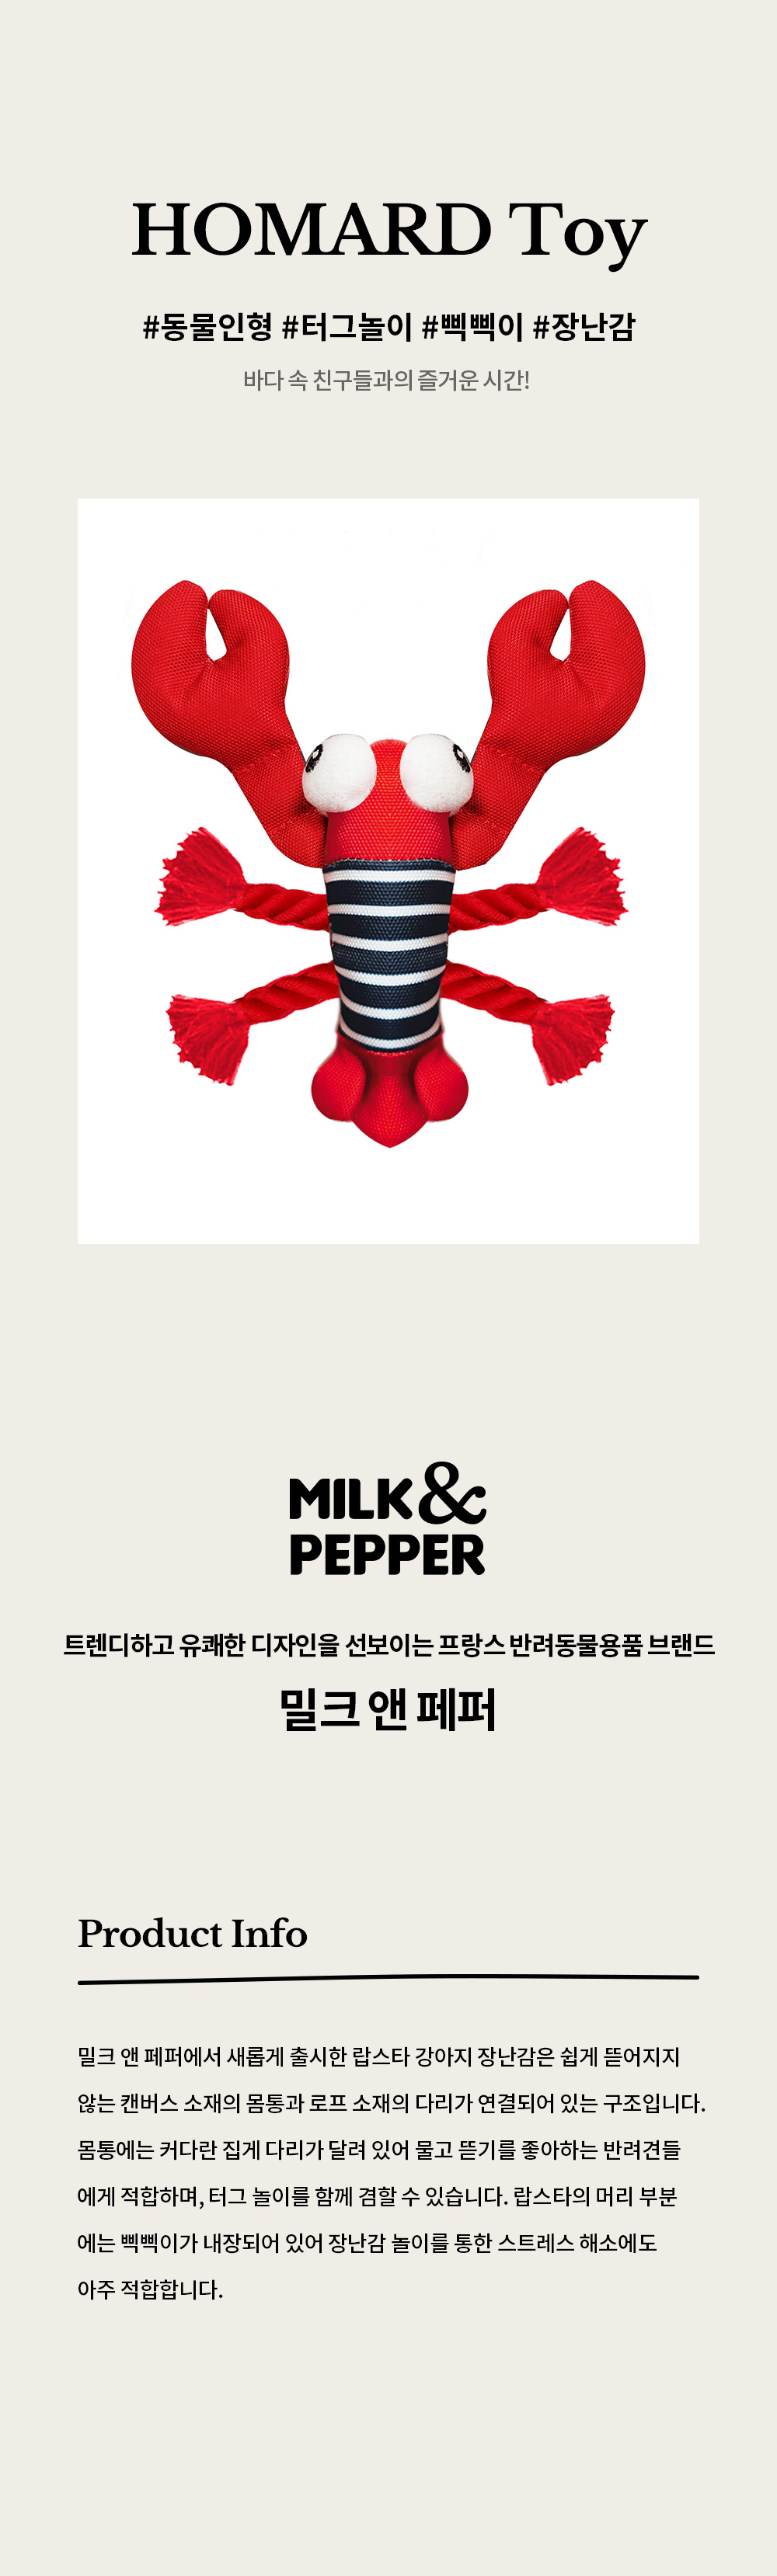 HOMARD Toy
#동물인형 #터그놀이 #삑삑이 #장난감
바다 속 친구들과의 즐거운 시간!
MILK&
PEPPER
트렌디하고 유쾌한 디자인을 선보이는 프랑스 반려동물용품 브랜드
밀크 앤 페퍼
Product Info
밀크 앤 페퍼에서 새롭게 출시한 랍스타 강아지 장난감은 쉽게 뜯어지지
않는 캔버스 소재의 몸통과 로프 소재의 다리가 연결되어 있는 구조입니다.
몸통에는 커다란 집게 다리가 달려 있어 물고 뜯기를 좋아하는 반려견들
에게 적합하며, 터그 놀이를 함께 겸할 수 있습니다. 랍스타의 머리 부분
에는 삑삑이가 내장되어 있어 장난감 놀이를 통한 스트레스 해소에도
아주 적합합니다.